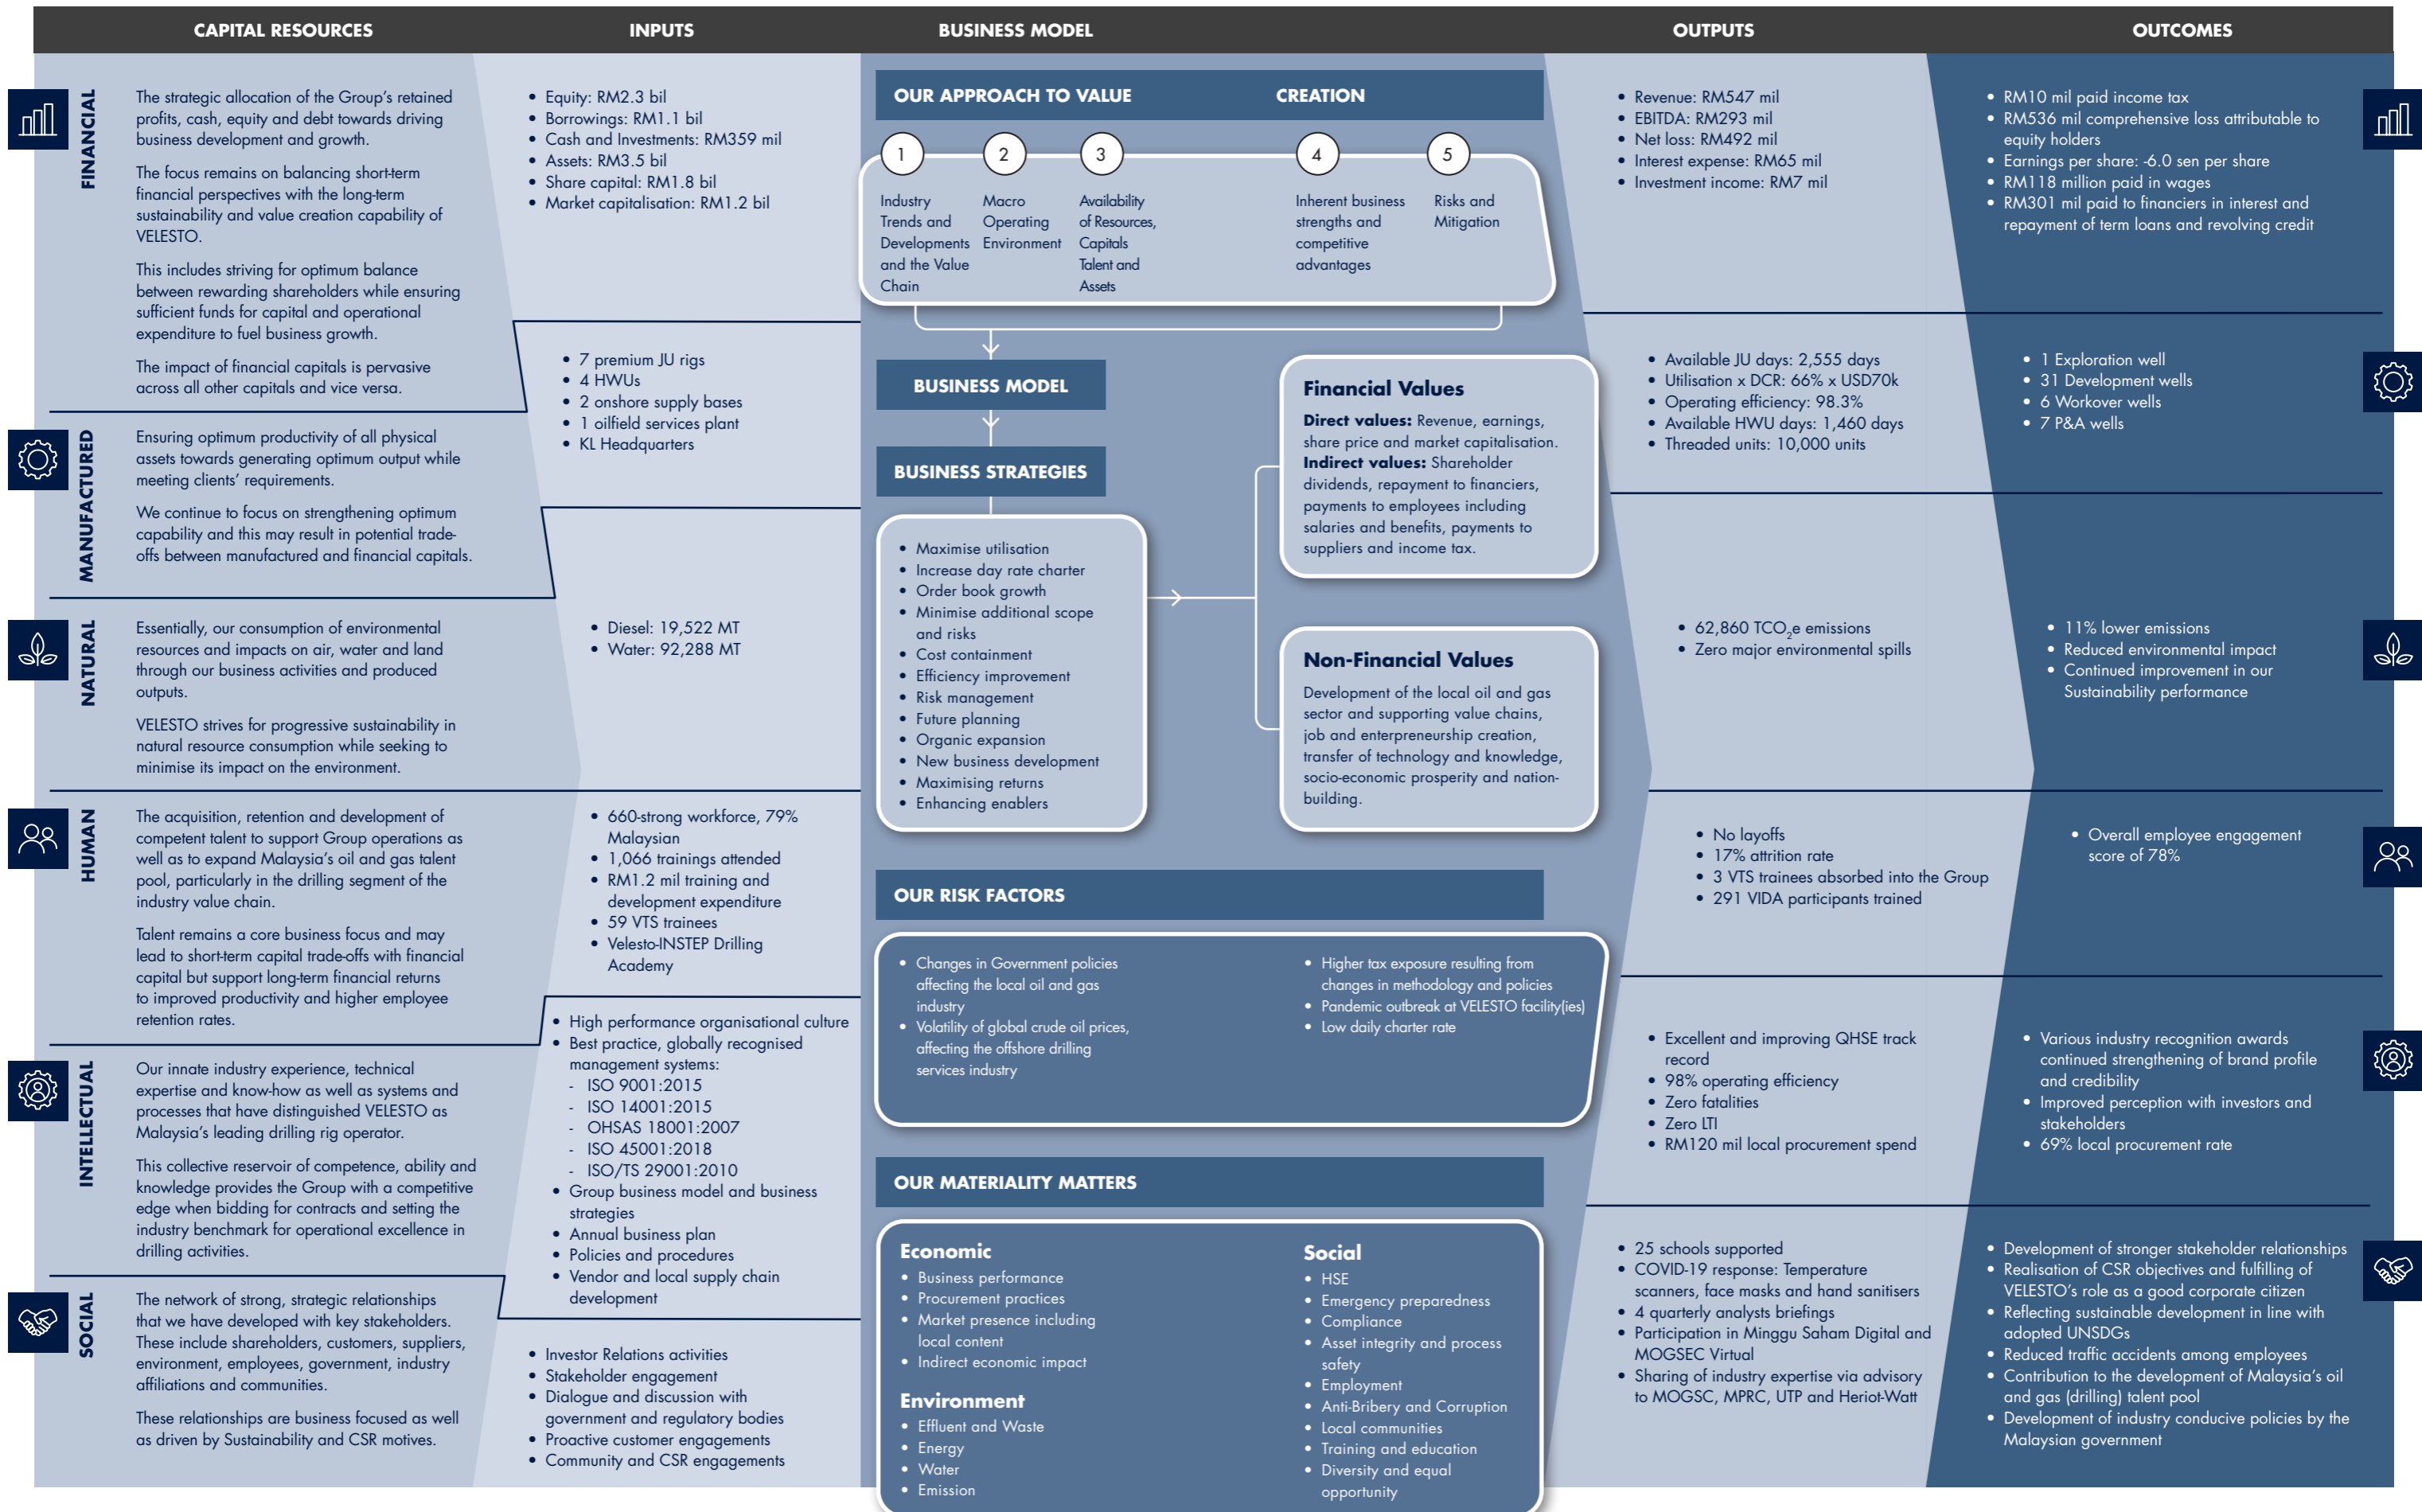 CAPITAL RESOURCES
INPUTS
BUSINESS MODEL
OUTPUTS
OUTCOMES
FINANCIAL
The strategic allocation of the Group's retained
profits, cash, equity and debt towards driving
business development and growth.
The focus remains on balancing short-term
financial perspectives with the long-term
sustainability and value creation capability of
VELESTO.
This includes striving for optimum balance
between rewarding shareholders while ensuring
sufficient funds for capital and operational
expenditure to fuel business growth.
The impact of financial capitals is pervasive
across all other capitals and vice versa.
MANUFACTURED
Ensuring optimum productivity of all physical
assets towards generating optimum output while
meeting clients' requirements.
We continue to focus on strengthening optimum
capability and this may result in potential trade-
offs between manufactured and financial capitals.
NATURAL
Essentially, our consumption of environmental
resources and impacts on air, water and land
through our business activities and produced
outputs.
VELESTO strives for progressive sustainability in
natural resource consumption while seeking to
minimise its impact on the environment.
HUMAN
The acquisition, retention and development of
competent talent to support Group operations as
well as to expand Malaysia's oil and gas talent
pool, particularly in the drilling segment of the
industry value chain.
Talent remains a core business focus and may
lead to short-term capital trade-offs with financial
capital but support long-term financial returns
to improved productivity and higher employee
retention rates.
INTELLECTUAL
Our innate industry experience, technical
expertise and know-how as well as systems and
processes that have distinguished VELESTO as
Malaysia's leading drilling rig operator.
This collective reservoir of competence, ability and
knowledge provides the Group with a competitive
edge when bidding for contracts and setting the
industry benchmark for operational excellence in
drilling activities.
SOCIAL
The network of strong, strategic relationships
that we have developed with key stakeholders.
These include shareholders, customers, suppliers,
environment, employees, government, industry
affiliations and communities.
These relationships are business focused as well
as driven by Sustainability and CSR motives.
• Equity: RM2.3 bil
• Borrowings: RM1.1 bil
• Cash and Investments: RM359 mil
• Assets: RM3.5 bil
• Share capital: RM1.8 bil
• Market capitalisation: RM1.2 bil
• 7 premium JU rigs
• 4 HWUs
• 2 onshore supply bases
• 1 oilfield services plant
• KL Headquarters
• Diesel: 19,522 MT
• Water: 92,288 MT
• 660-strong workforce, 79%
Malaysian
• 1,066 trainings attended
• RM1.2 mil training and
development expenditure
• 59 VTS trainees
• Velesto-INSTEP Drilling
Academy
• High performance organisational culture
• Best practice, globally recognised
management systems:
- ISO 9001:2015
- ISO 14001:2015
- OHSAS 18001:2007
- ISO 45001:2018
- ISO/TS 29001:2010
• Group business model and business
strategies
• Annual business plan
• Policies and procedures
• Vendor and local supply chain
development
• Investor Relations activities
• Stakeholder engagement
• Dialogue and discussion with
government and regulatory bodies
• Proactive customer engagements
• Community and CSR engagements
OUR APPROACH TO VALUE CREATION
1
Industry
Trends and
Developments
and the Value
Chain
2
Macro
Operating
Environment
3
Availability
of Resources,
Capitals
Talent and
Assets
4
Inherent business
strengths and
competitive
advantages
5
Risks and
Mitigation
BUSINESS MODEL
BUSINESS STRATEGIES
• Maximise utilisation
• Increase day rate charter
• Order book growth
• Minimise additional scope
and risks
• Cost containment
• Efficiency improvement
• Risk management
• Future planning
• Organic expansion
• New business development
• Maximising returns
• Enhancing enablers
Financial Values
Direct values: Revenue, earnings,
share price and market capitalisation.
Indirect values: Shareholder
dividends, repayment to financiers,
payments to employees including
salaries and benefits, payments to
suppliers and income tax.
Non-Financial Values
Development of the local oil and gas
sector and supporting value chains,
job and enterpreneurship creation,
transfer of technology and knowledge,
socio-economic prosperity and nation-
building.
OUR RISK FACTORS
• Changes in Government policies
affecting the local oil and gas
industry
• Volatility of global crude oil prices,
affecting the offshore drilling
services industry
• Higher tax exposure resulting from
changes in methodology and policies
• Pandemic outbreak at VELESTO facility(ies)
• Low daily charter rate
OUR MATERIALITY MATTERS
Economic
• Business performance
• Procurement practices
• Market presence including
local content
• Indirect economic impact
Environment
• Effluent and Waste
• Energy
• Water
• Emission
Social
• HSE
• Emergency preparedness
• Compliance
• Asset integrity and process
safety
• Employment
• Anti-Bribery and Corruption
• Local communities
• Training and education
• Diversity and equal
opportunity
• Revenue: RM547 mil
• EBITDA: RM293 mil
• Net loss: RM492 mil
• Interest expense: RM65 mil
• Investment income: RM7 mil
• Available JU days: 2,555 days
• Utilisation x DCR: 66% x USD70k
• Operating efficiency: 98.3%
• Available HWU days: 1,460 days
• Threaded units: 10,000 units
• 62,860 TCO₂e emissions
• Zero major environmental spills
• No layoffs
• 17% attrition rate
• 3 VTS trainees absorbed into the Group
• 291 VIDA participants trained
• Excellent and improving QHSE track
record
• 98% operating efficiency
• Zero fatalities
• Zero LTI
• RM120 mil local procurement spend
• 25 schools supported
• COVID-19 response: Temperature
scanners, face masks and hand sanitisers
• 4 quarterly analysts briefings
• Participation in Minggu Saham Digital and
MOGSEC Virtual
• Sharing of industry expertise via advisory
to MOGSC, MPRC, UTP and Heriot-Watt
• RM10 mil paid income tax
• RM536 mil comprehensive loss attributable to
equity holders
• Earnings per share: -6.0 sen per share
• RM118 million paid in wages
• RM301 mil paid to financiers in interest and
repayment of term loans and revolving credit
• 1 Exploration well
• 31 Development wells
• 6 Workover wells
• 7 P&A wells
• 11% lower emissions
• Reduced environmental impact
• Continued improvement in our
Sustainability performance
• Overall employee engagement
score of 78%
• Various industry recognition awards
continued strengthening of brand profile
and credibility
• Improved perception with investors and
stakeholders
• 69% local procurement rate
• Development of stronger stakeholder relationships
• Realisation of CSR objectives and fulfilling of
VELESTO's role as a good corporate citizen
• Reflecting sustainable development in line with
adopted UNSDGs
• Reduced traffic accidents among employees
• Contribution to the development of Malaysia's oil
and gas (drilling) talent pool
• Development of industry conducive policies by the
Malaysian government